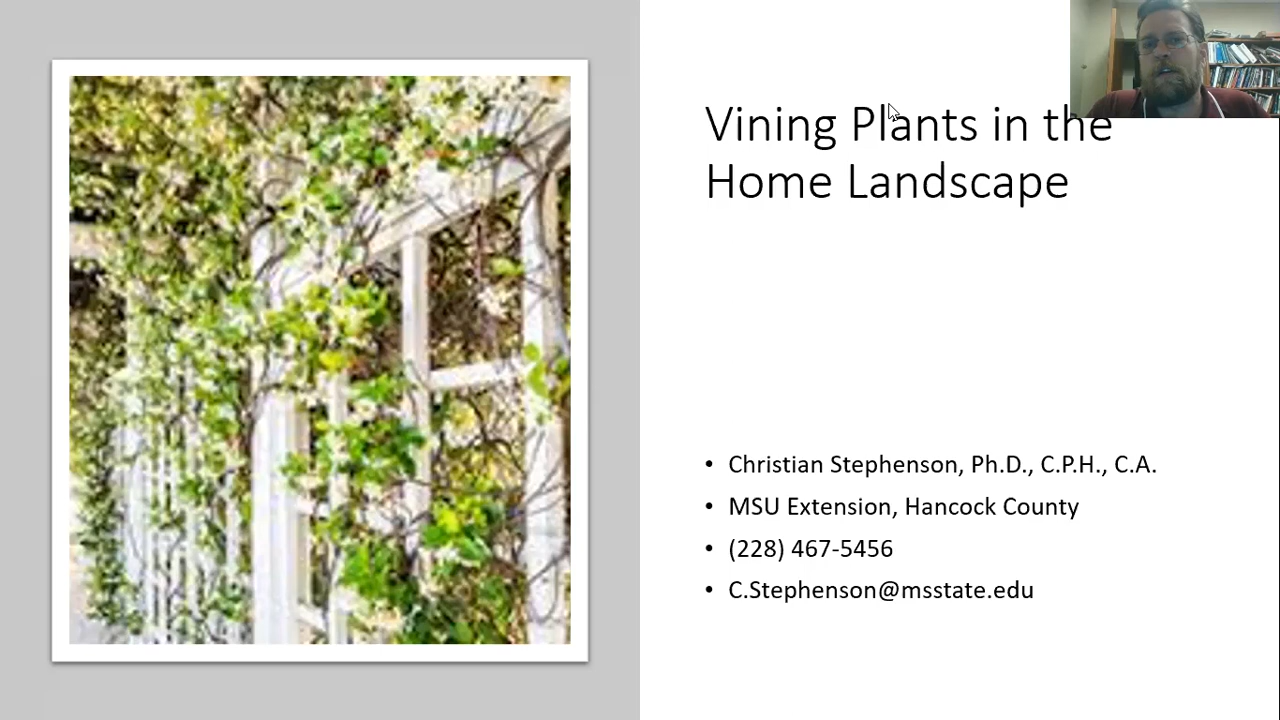 Vining Plants in the
Home Landscape
• Christian Stephenson, Ph.D., C.P.H., C.A.
• MSU Extension, Hancock County
• (228) 467-5456
• C.Stephenson@msstate.edu